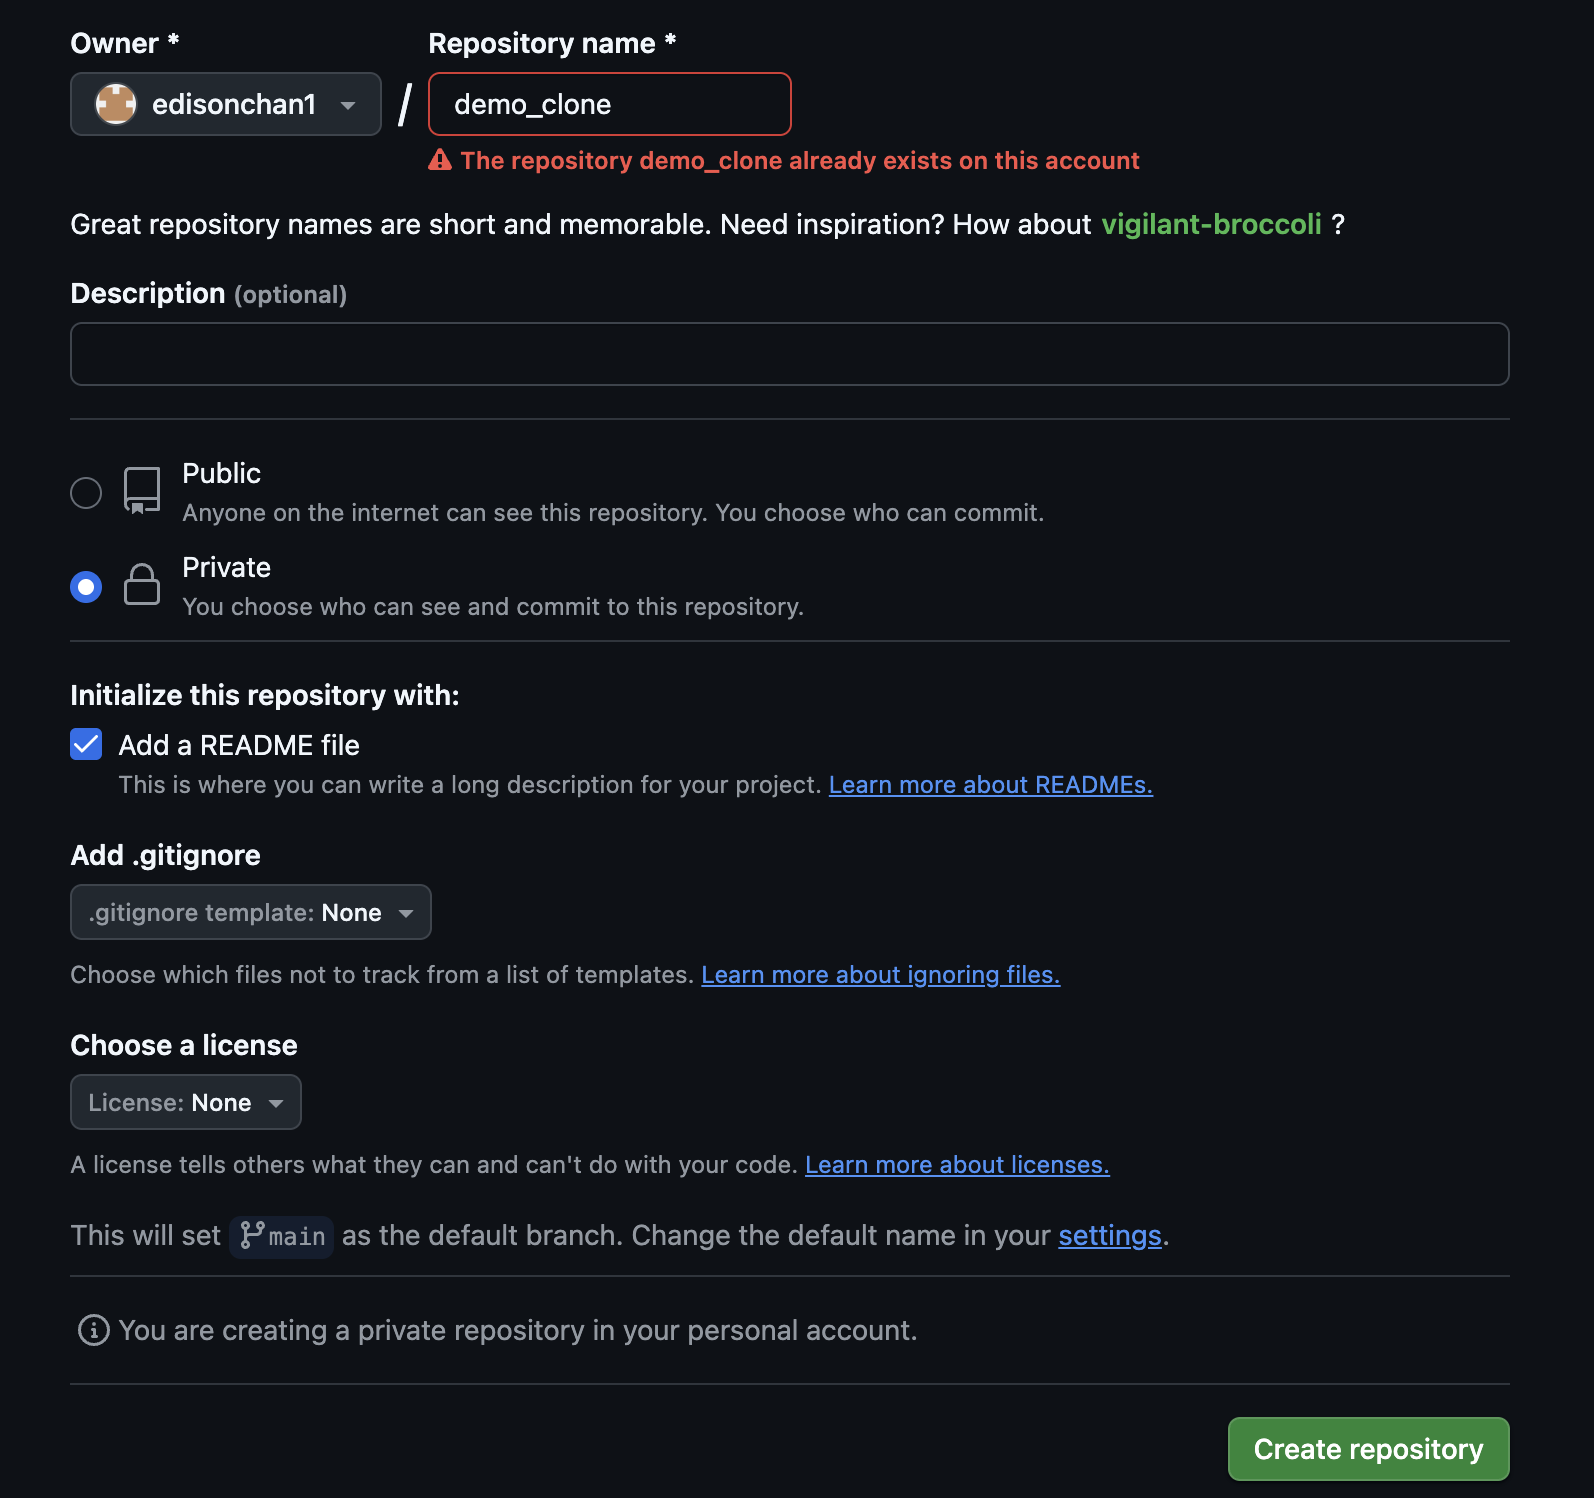 Owner *
Repository name *
edisonchan1
/
demo_clone
The repository demo_clone already exists on this account
Great repository names are short and memorable. Need inspiration? How about vigilant-broccoli ?
Description (optional)
Public
Anyone on the internet can see this repository. You choose who can commit.
Private
You choose who can see and commit to this repository.
Initialize this repository with:
Add a README file
This is where you can write a long description for your project. Learn more about READMEs.
Add .gitignore
.gitignore template: None
Choose which files not to track from a list of templates. Learn more about ignoring files.
Choose a license
License: None
A license tells others what they can and can't do with your code. Learn more about licenses.
This will set main as the default branch. Change the default name in your settings.
You are creating a private repository in your personal account.
Create repository